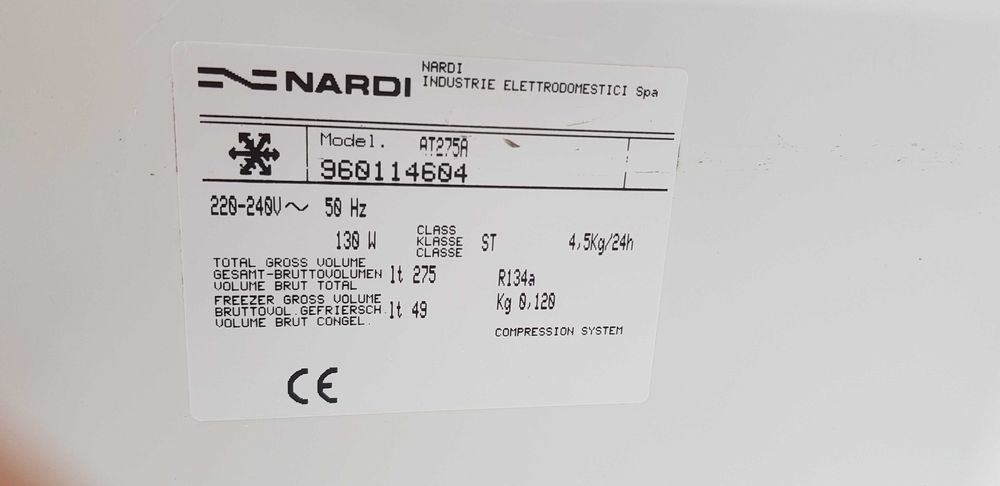 NARDI
NARDI
INDUSTRIE ELETTRODOMESTICI Spa
Model. AT275A
960114604
220-240V~ 50 Hz
130 W CLASS KLASSE CLASSE ST 4,5Kg/24h
TOTAL GROSS VOLUME
GESAMT-BRUTTOVOLUMEN lt 275
VOLUME BRUT TOTAL
R134a
FREEZER GROSS VOLUME
BRUTTOVOL.GEFRIERSCH. lt 49
VOLUME BRUT CONGEL.
Kg 0,120
COMPRESSION SYSTEM
CE